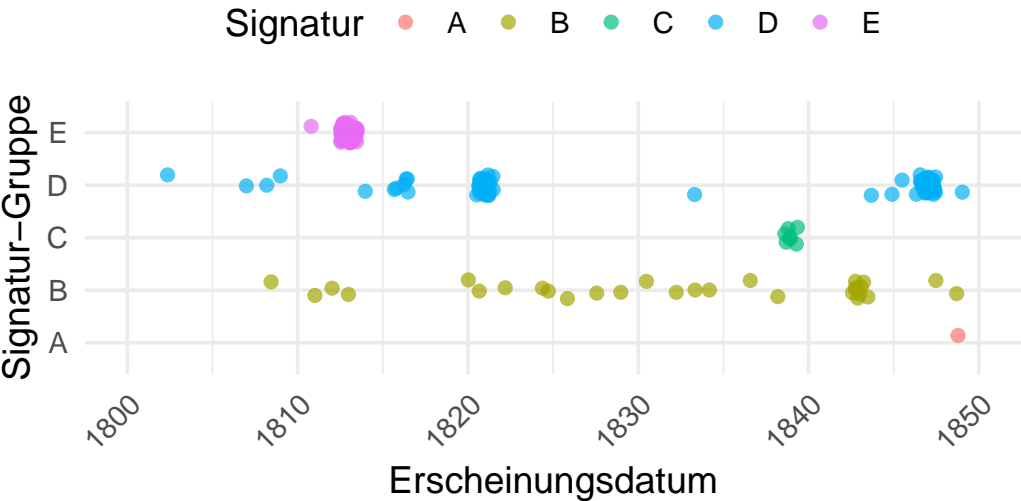 Signatur A B C D E
Signatur−Gruppe
E
D
C
B
A
1800 1810 1820 1830 1840 1850
Erscheinungsdatum